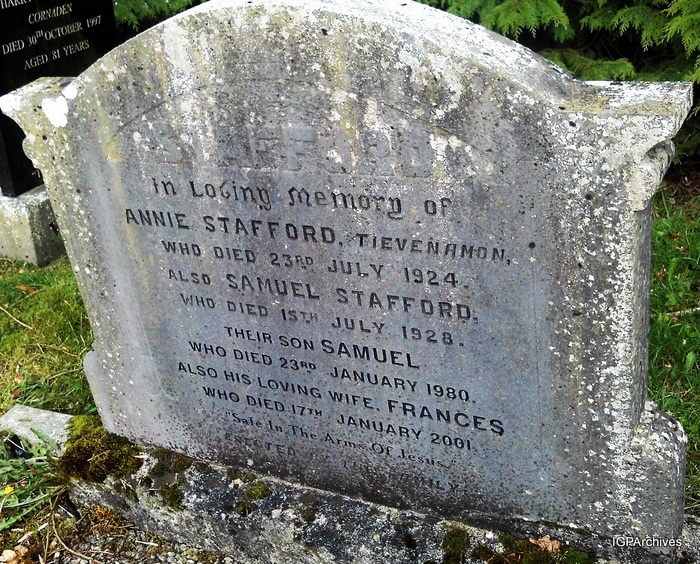 HARRY
CORNADEN
DIED 30TH OCTOBER 1997
AGED 81 YEARS
STAFFORD
In Loving Memory of
ANNIE STAFFORD, TIEVENAMON,
WHO DIED 23RD JULY 1924.
ALSO SAMUEL STAFFORD,
WHO DIED 15TH JULY 1928.
THEIR SON SAMUEL
WHO DIED 23RD JANUARY 1980.
ALSO HIS LOVING WIFE, FRANCES
WHO DIED 17TH JANUARY 2001.
"Safe In The Arms Of Jesus"
IGPArchives